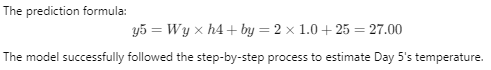 The prediction formula:
y5 = Wy × h4 + by = 2 × 1.0 + 25 = 27.00
The model successfully followed the step-by-step process to estimate Day 5's temperature.